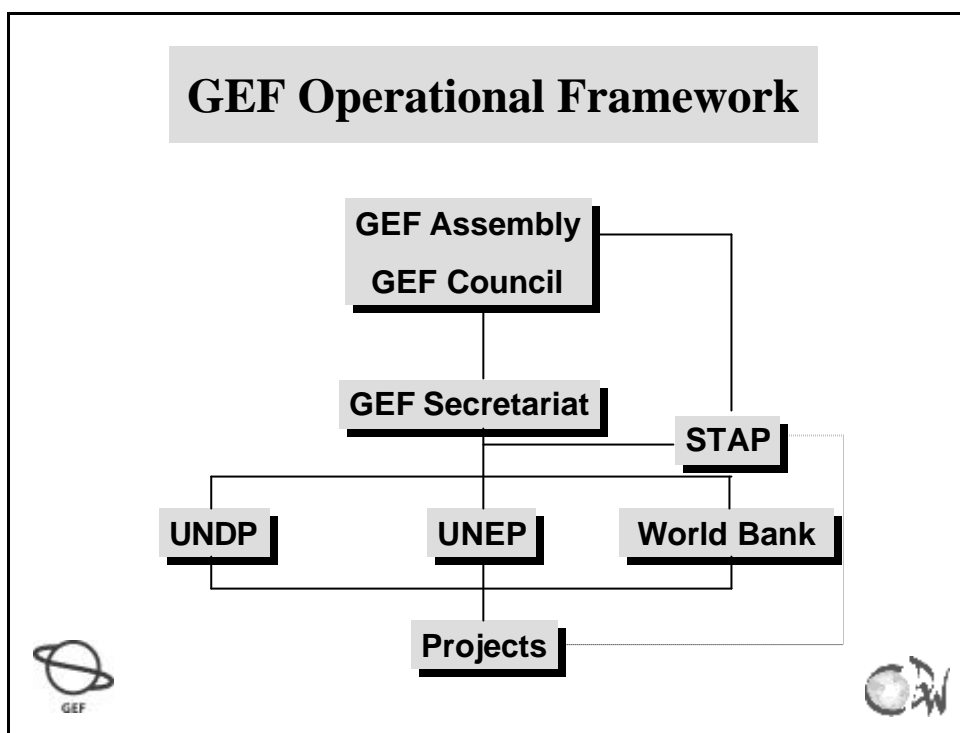 GEF Operational Framework
GEF Assembly
GEF Council
GEF Secretariat
STAP
UNDP
UNEP
World Bank
Projects
GEF